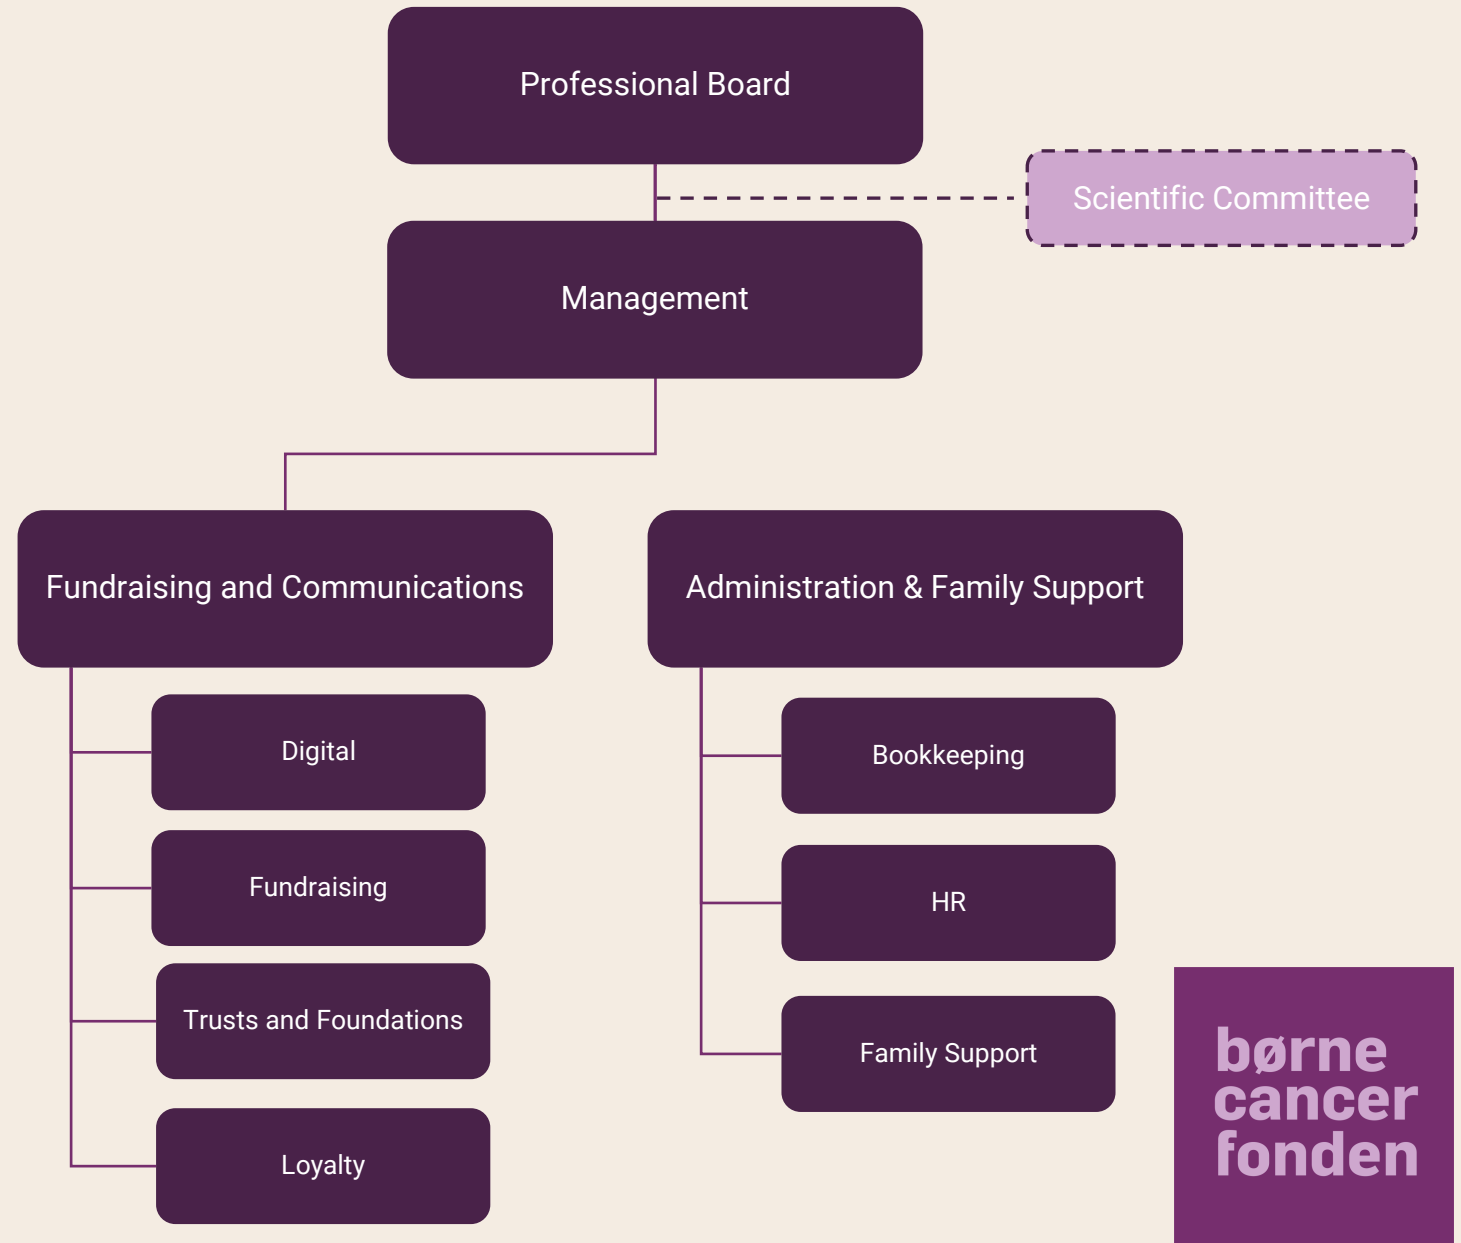 Professional Board
Scientific Committee
Management
Fundraising and Communications
Administration & Family Support
Digital
Fundraising
Trusts and Foundations
Loyalty
Bookkeeping
HR
Family Support
børne
cancer
fonden